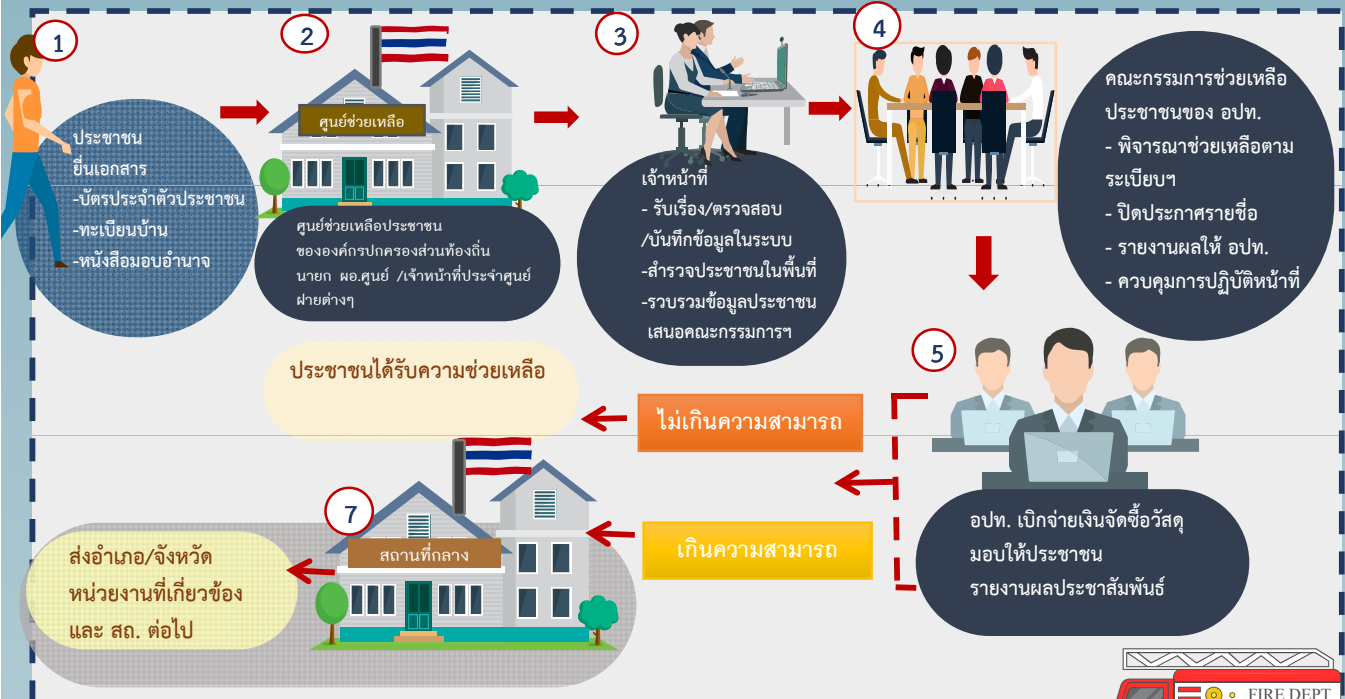 1
ประชาชน
ยื่นเอกสาร
-บัตรประจำตัวประชาชน
-ทะเบียนบ้าน
-หนังสือมอบอำนาจ
2
ศูนย์ช่วยเหลือ
ศูนย์ช่วยเหลือประชาชน
ขององค์กรปกครองส่วนท้องถิ่น
นายก ผอ.ศูนย์ /เจ้าหน้าที่ประจำศูนย์
ฝ่ายต่างๆ
3
เจ้าหน้าที่
- รับเรื่อง/ตรวจสอบ
/บันทึกข้อมูลในระบบ
-สำรวจประชาชนในพื้นที่
-รวบรวมข้อมูลประชาชน
เสนอคณะกรรมการฯ
4
คณะกรรมการช่วยเหลือ
ประชาชนของ อปท.
- พิจารณาช่วยเหลือตาม
ระเบียบฯ
- ปิดประกาศรายชื่อ
- รายงานผลให้ อปท.
- ควบคุมการปฏิบัติหน้าที่
5
อปท. เบิกจ่ายเงินจัดซื้อวัสดุ
มอบให้ประชาชน
รายงานผลประชาสัมพันธ์
ไม่เกินความสามารถ
ประชาชนได้รับความช่วยเหลือ
เกินความสามารถ
7
สถานที่กลาง
ส่งอำเภอ/จังหวัด
หน่วยงานที่เกี่ยวข้อง
และ สถ. ต่อไป
FIRE DEPT